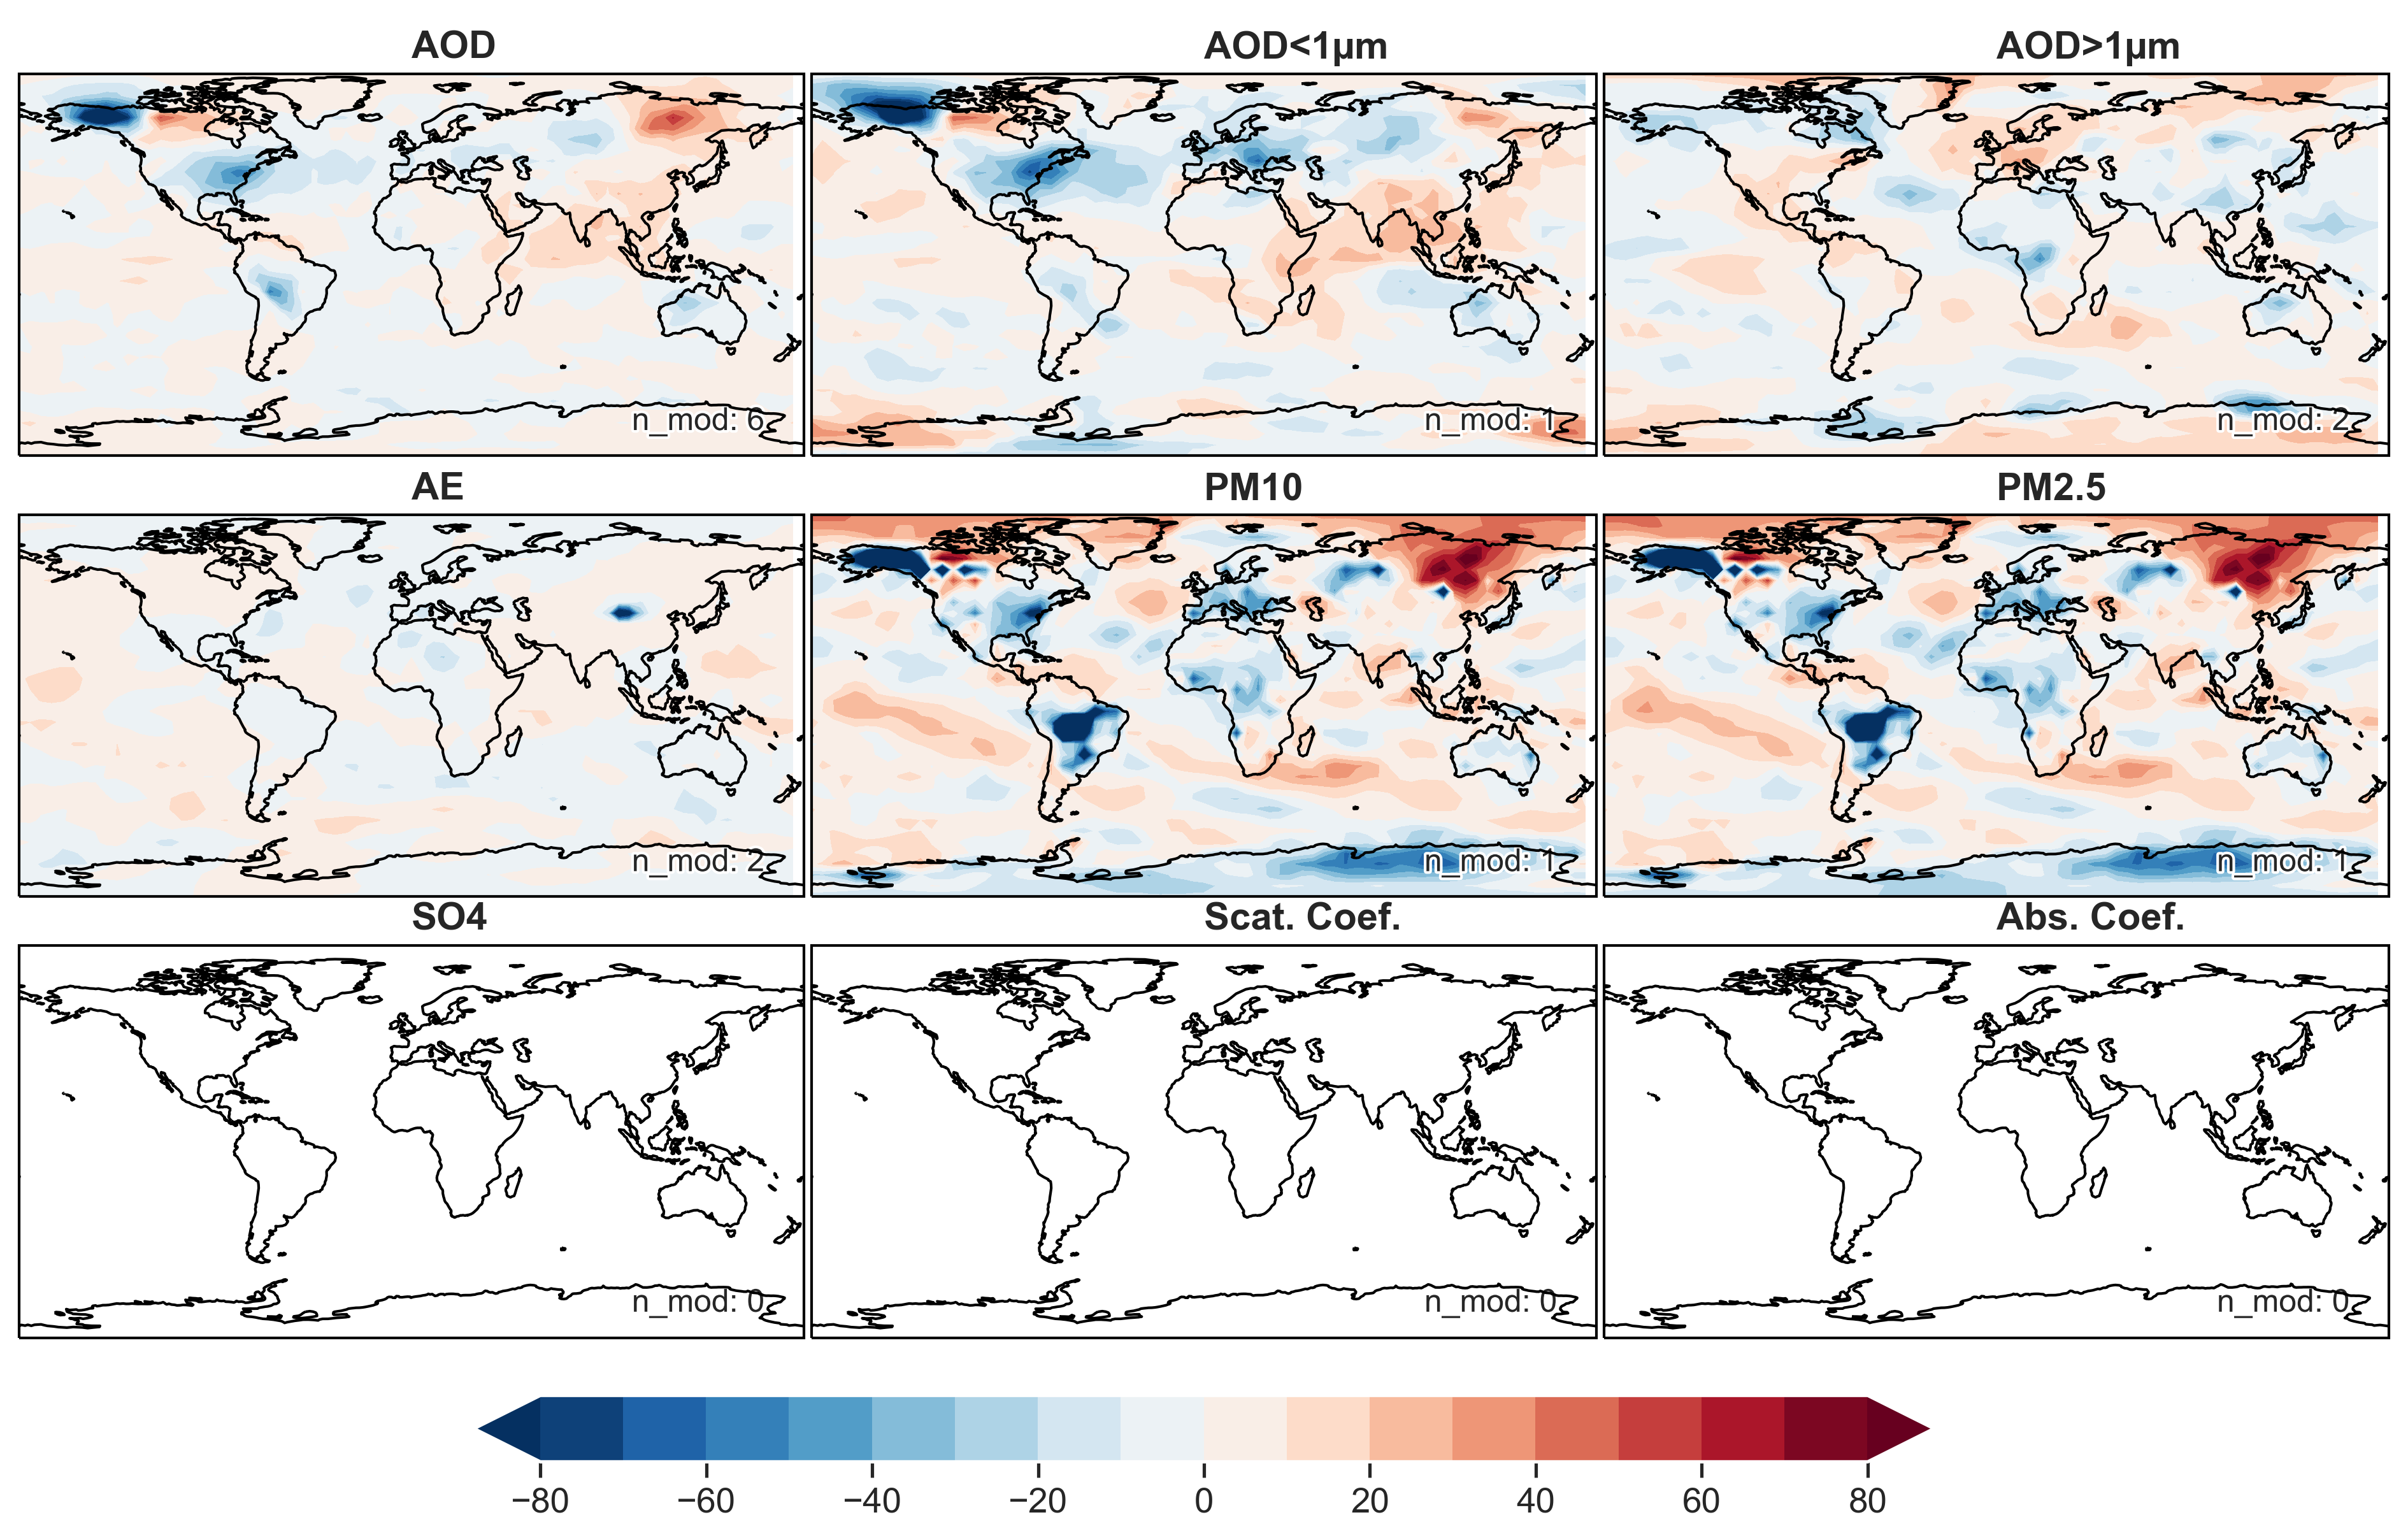 AOD
AOD<1µm
AOD>1µm
n_mod: 6
n_mod: 1
n_mod: 2
AE
PM10
PM2.5
n_mod: 2
n_mod: 1
n_mod: 1
SO4
Scat. Coef.
Abs. Coef.
n_mod: 0
n_mod: 0
n_mod: 0
−80 −60 −40 −20 0 20 40 60 80